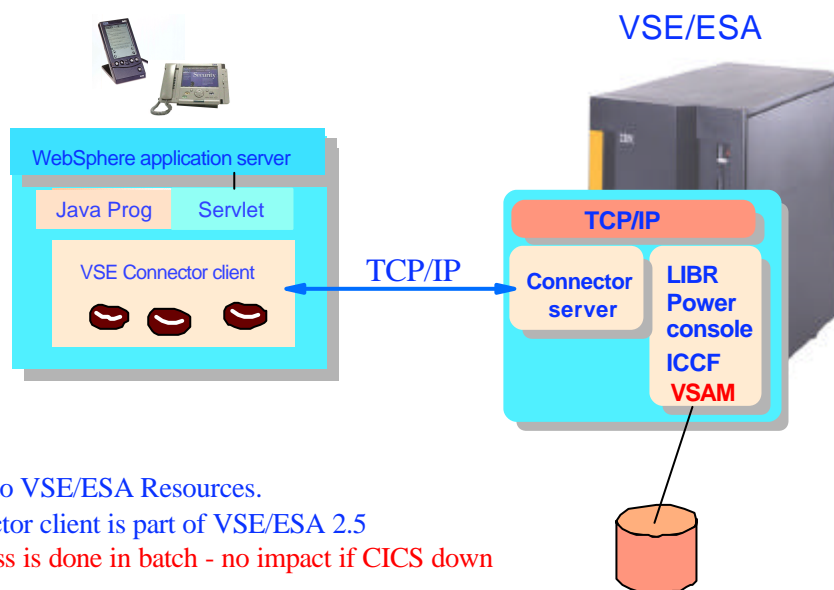 VSE/ESA
Security
IBM
WebSphere application server
Java Prog
Servlet
VSE Connector client
TCP/IP
TCP/IP
Connector
server
LIBR
Power
console
ICCF
VSAM
o VSE/ESA Resources.
ctor client is part of VSE/ESA 2.5
ss is done in batch - no impact if CICS down